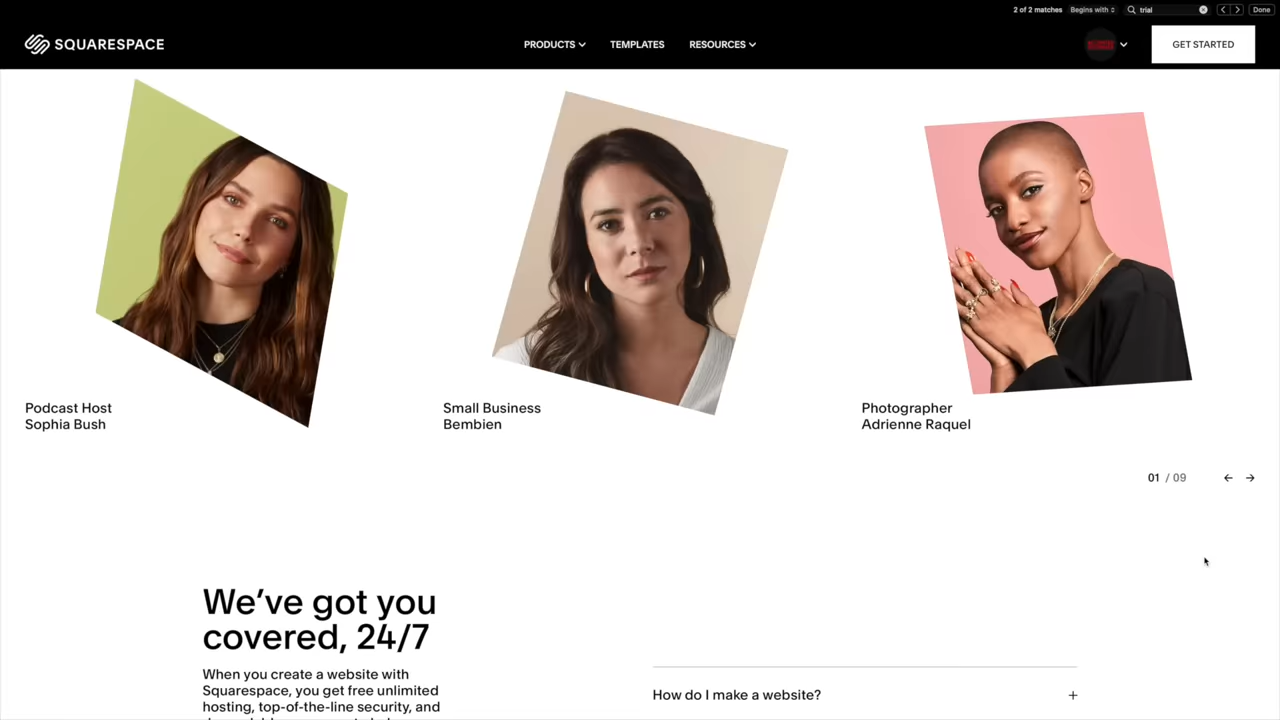 2 of 2 matches Begins with trial Done
SQUARESPACE PRODUCTS TEMPLATES RESOURCES GET STARTED
Podcast Host
Sophia Bush
Small Business
Bembien
Photographer
Adrienne Raquel
01 / 09
We’ve got you
covered, 24/7
When you create a website with
Squarespace, you get free unlimited
hosting, top-of-the-line security, and
How do I make a website?